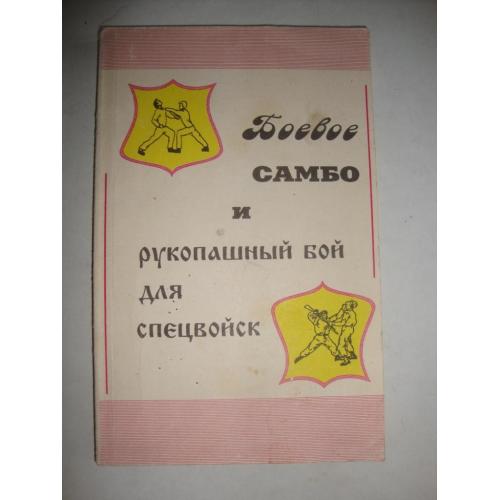 Боевое
САМБО
и
рукопашный бой
для
спецвойск